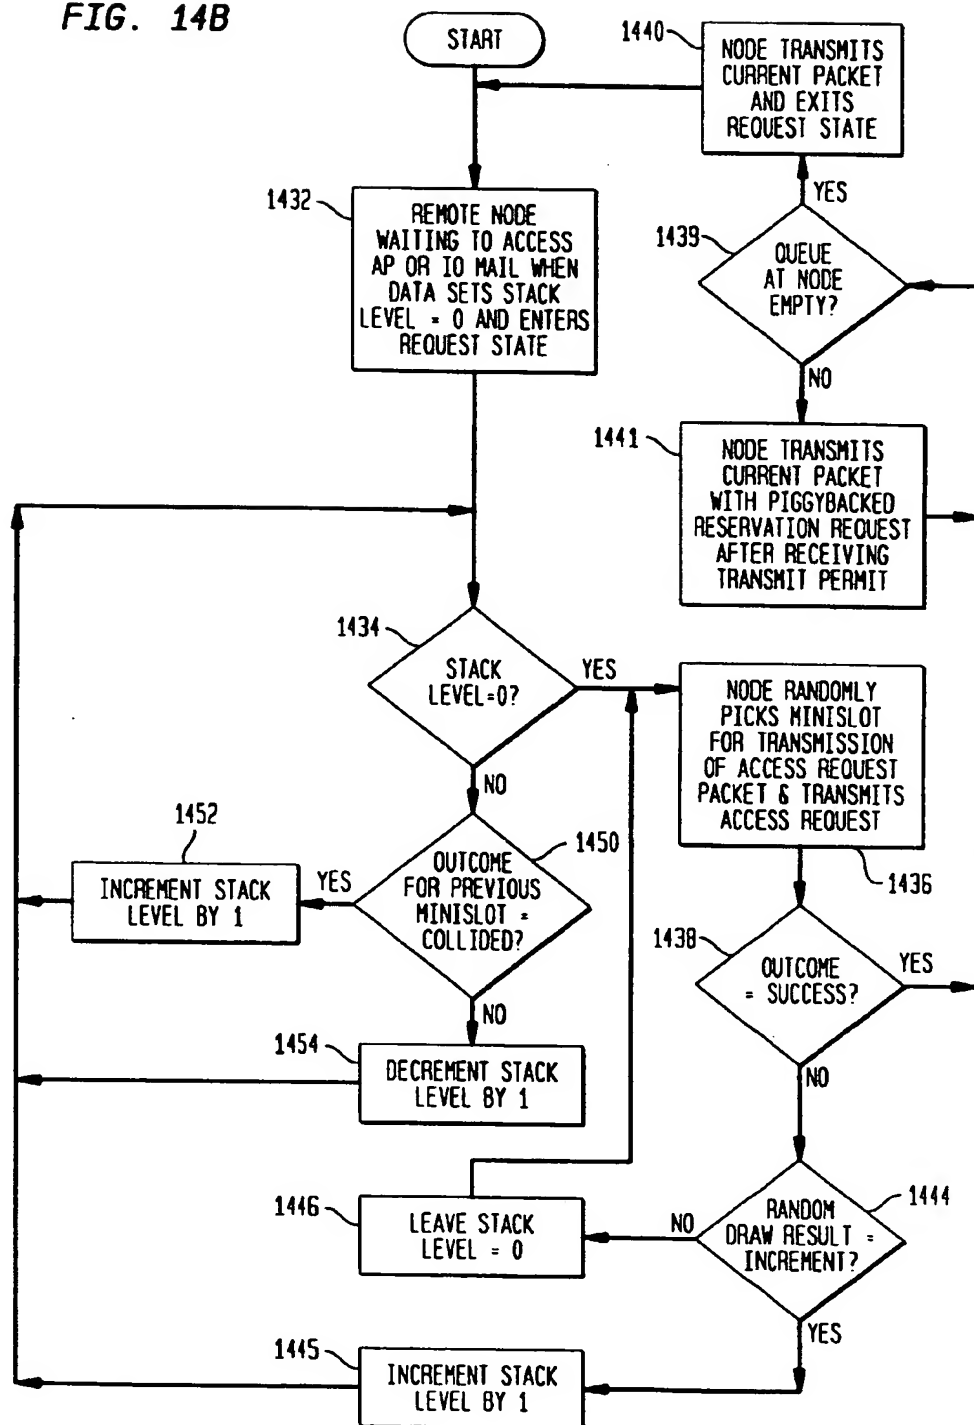 FIG. 14B
START
1440
NODE TRANSMITS
CURRENT PACKET
AND EXITS
REQUEST STATE
YES
1432
REMOTE NODE
WAITING TO ACCESS
AP OR IO MAIL WHEN
DATA SETS STACK
LEVEL = 0 AND ENTERS
REQUEST STATE
1439
QUEUE
AT NODE
EMPTY?
NO
1441
NODE TRANSMITS
CURRENT PACKET
WITH PIGGYBACKED
RESERVATION REQUEST
AFTER RECEIVING
TRANSMIT PERMIT
1434
STACK
LEVEL=0?
YES
NO
NODE RANDOMLY
PICKS MINISLOT
FOR TRANSMISSION
OF ACCESS REQUEST
PACKET & TRANSMITS
ACCESS REQUEST
1436
1452
INCREMENT STACK
LEVEL BY 1
YES
1450
OUTCOME
FOR PREVIOUS
MINISLOT =
COLLIDED?
NO
1438
OUTCOME
= SUCCESS?
YES
NO
1454
DECREMENT STACK
LEVEL BY 1
1446
LEAVE STACK
LEVEL = 0
NO
1444
RANDOM
DRAW RESULT =
INCREMENT?
YES
1445
INCREMENT STACK
LEVEL BY 1